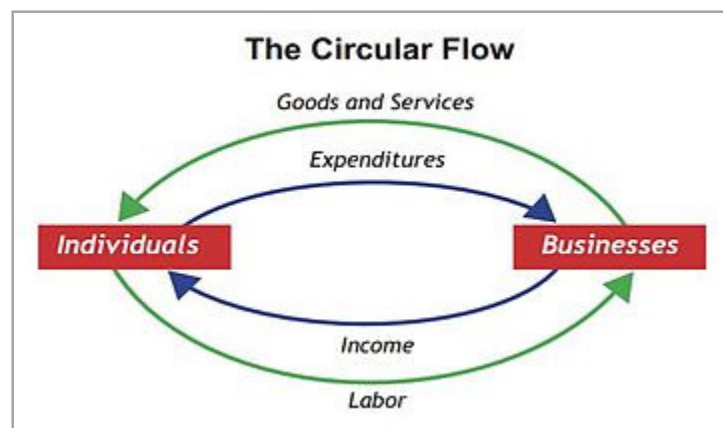 The Circular Flow
Goods and Services
Expenditures
Individuals
Businesses
Income
Labor